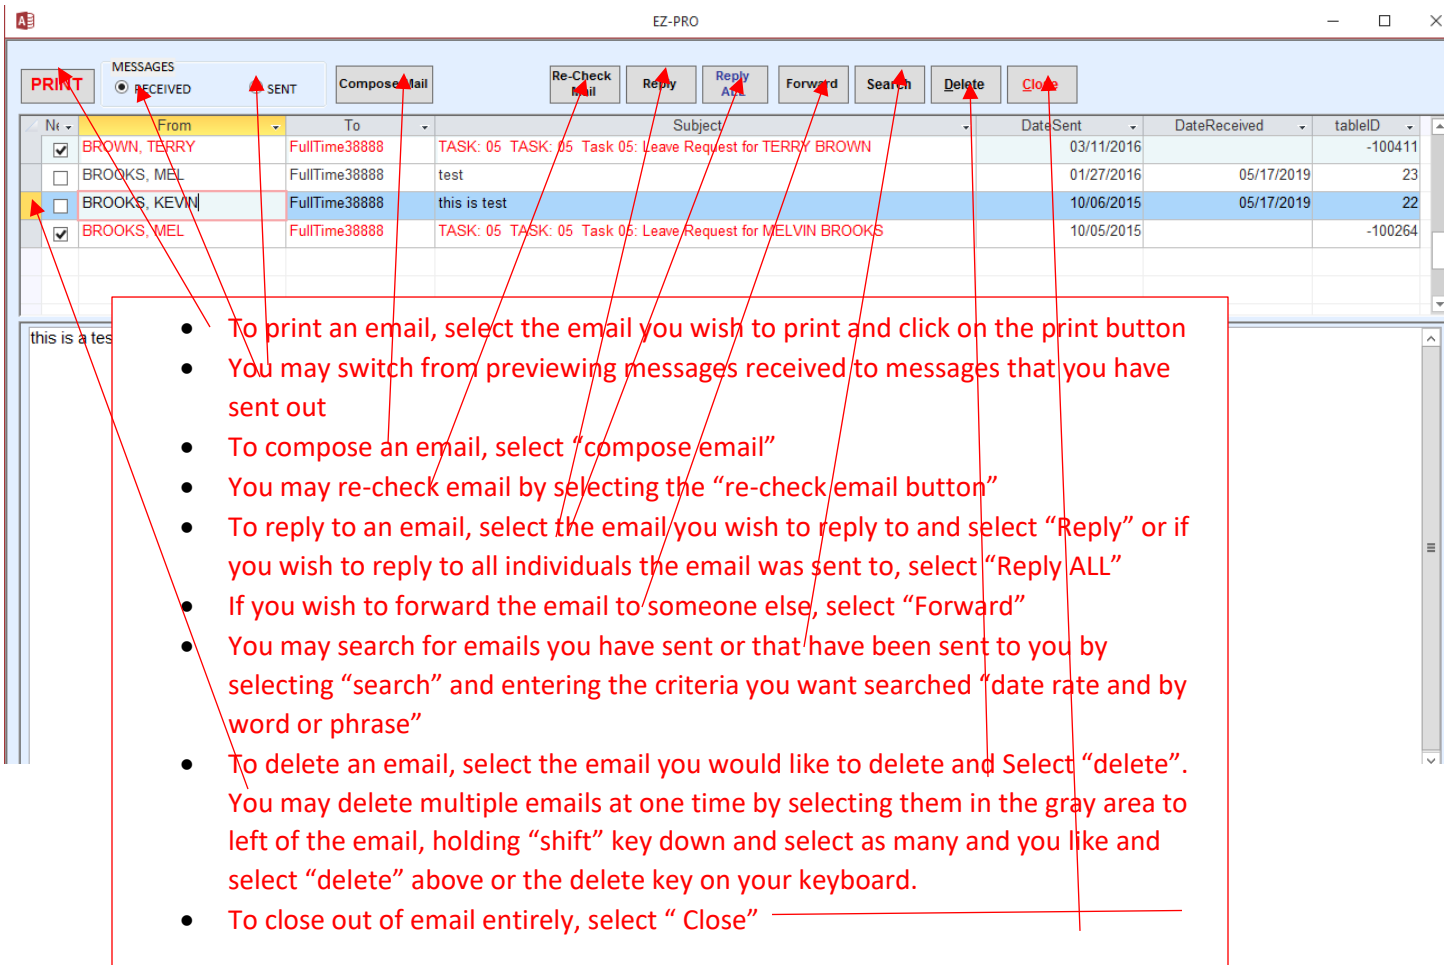 EZ-PRO
MESSAGES
PRINT RECEIVED SENT Compose Mail Re-Check Mail Reply Reply ALL Forward Search Delete Close
From To Subject DateSent DateReceived tableID
BROWN, TERRY FullTime38888 TASK: 05 TASK: 05 Task 05: Leave Request for TERRY BROWN 03/11/2016 -100411
BROOKS, MEL FullTime38888 test 01/27/2016 05/17/2019 23
BROOKS, KEVIN FullTime38888 this is test 10/06/2015 05/17/2019 22
BROOKS, MEL FullTime38888 TASK: 05 TASK: 05 Task 05: Leave Request for MELVIN BROOKS 10/05/2015 -100264
this is a tes
• To print an email, select the email you wish to print and click on the print button
• You may switch from previewing messages received to messages that you have
sent out
• To compose an email, select “compose email”
• You may re-check email by selecting the “re-check email button”
• To reply to an email, select the email you wish to reply to and select “Reply” or if
you wish to reply to all individuals the email was sent to, select “Reply ALL”
• If you wish to forward the email to someone else, select “Forward”
• You may search for emails you have sent or that have been sent to you by
selecting “search” and entering the criteria you want searched “date rate and by
word or phrase”
• To delete an email, select the email you would like to delete and Select “delete”.
You may delete multiple emails at one time by selecting them in the gray area to
left of the email, holding “shift” key down and select as many and you like and
select “delete” above or the delete key on your keyboard.
• To close out of email entirely, select “ Close”